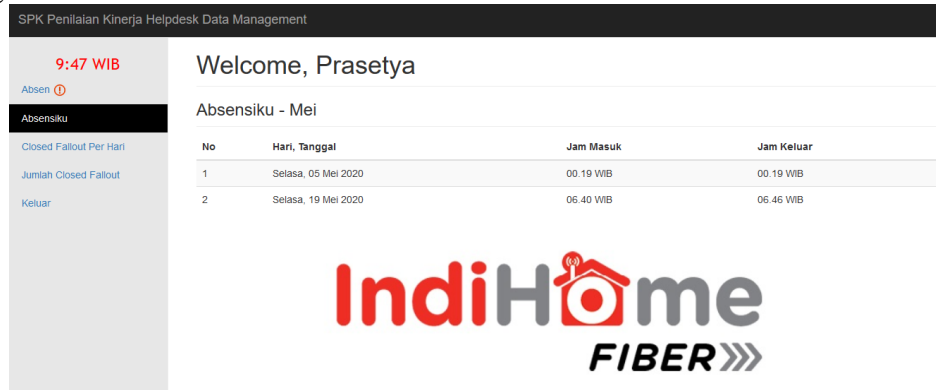 SPK Penilaian Kinerja Helpdesk Data Management
9:47 WIB
Absen
Absensiku
Closed Fallout Per Hari
Jumlah Closed Fallout
Keluar
Welcome, Prasetya
Absensiku - Mei
No Hari, Tanggal Jam Masuk Jam Keluar
1 Selasa, 05 Mei 2020 00.19 WIB 00.19 WIB
2 Selasa, 19 Mei 2020 06.40 WIB 06.46 WIB
IndiHome
FIBER